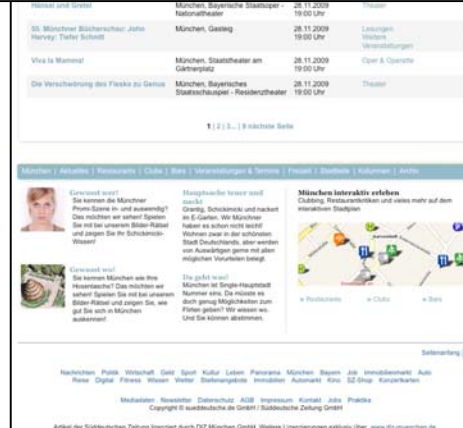 Hänsel und Gretel
München, Bayerische Staatsoper -
Nationaltheater
28.11.2009
19:00 Uhr
Theater
50. Münchner Bücherschau: John
Harvey: Tiefer Schnitt
München, Gasteig
28.11.2009
19:00 Uhr
Lesungen
Weitere
Veranstaltungen
Viva la Mamma!
München, Staatstheater am
Gärtnerplatz
28.11.2009
19:00 Uhr
Oper & Operette
Die Verschwörung des Fiesko zu Genua
München, Bayerisches
Staatsschauspiel - Residenztheater
28.11.2009
19:00 Uhr
Theater
1 | 2 | 3... | 9 nächste Seite
München | Aktuelles | Restaurants | Clubs | Bars | Veranstaltungen & Termine | Freizeit | Stadtteile | Kolumnen | Archiv
Gewusst wer!
Sie kennen die Münchner
Promi-Szene in- und auswendig?
Das möchten wir sehen! Spielen
Sie mit bei unserem Bilder-Rätsel
und zeigen Sie Ihr Schickimicki-
Wissen!
Hauptsache teuer und
nackt
Grantig, Schickimicki und nackert
im E-Garten. Wir Münchner
haben es schon nicht leicht!
Wohnen zwar in der schönsten
Stadt Deutschlands, aber werden
von Auswärtigen gerne mit allen
möglichen Vorurteilen belegt.
München interaktiv erleben
Clubbing, Restaurantkritiken und vieles mehr auf dem
interaktiven Stadtplan
» Restaurants
» Clubs
» Bars
Gewusst wo!
Sie kennen München wie Ihre
Hosentasche? Das möchten wir
sehen! Spielen Sie mit bei unserem
Bilder-Rätsel und zeigen Sie, wie
gut Sie sich in München
auskennen!
Da geht was!
München ist Single-Hauptstadt
Nummer eins. Da müsste es
doch genug Möglichkeiten zum
Flirten geben? Wir wissen wo.
Und Sie können abstimmen.
Seitenanfang |
Nachrichten Politik Wirtschaft Geld Sport Kultur Leben Panorama München Bayern Job Immobilienmarkt Auto
Reise Digital Fitness Wissen Wetter Stellenangebote Immobilien Automarkt Kino SZ-Shop Konzertkarten
Mediadaten Newsletter Datenschutz AGB Impressum Kontakt Jobs Praktika
Copyright © sueddeutsche.de GmbH / Süddeutsche Zeitung GmbH
Artikel der Süddeutschen Zeitung lizenziert durch DIZ München GmbH. Weitere Lizenzierungen exklusiv über www.diz-muenchen.de